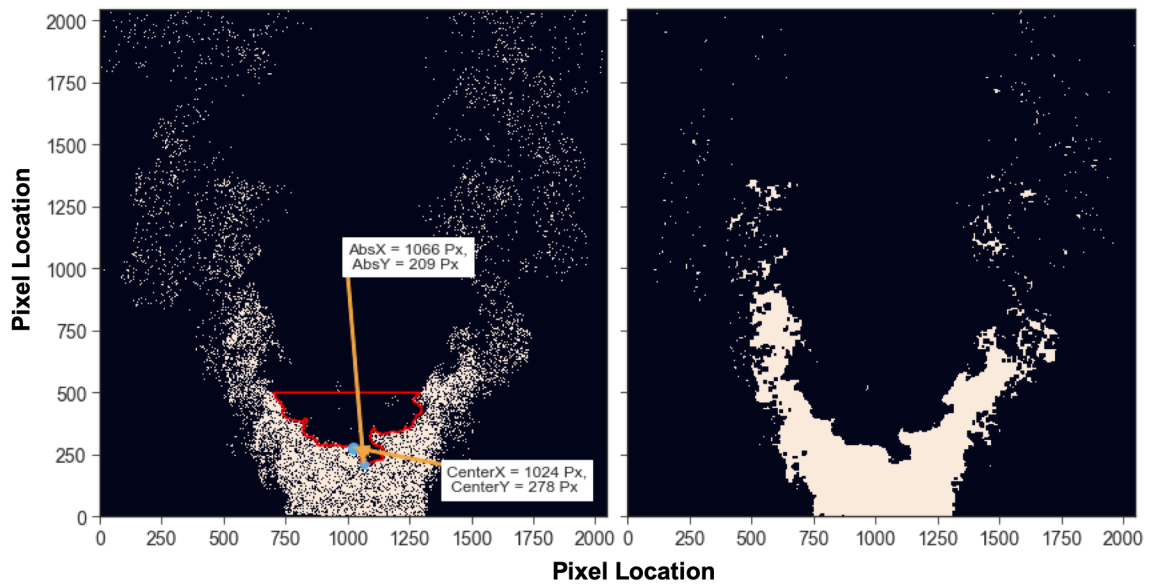 Pixel Location
2000
1750
1500
1250
1000
750
500
250
0
AbsX = 1066 Px,
AbsY = 209 Px
CenterX = 1024 Px,
CenterY = 278 Px
0 250 500 750 1000 1250 1500 1750 2000
0 250 500 750 1000 1250 1500 1750 2000
Pixel Location